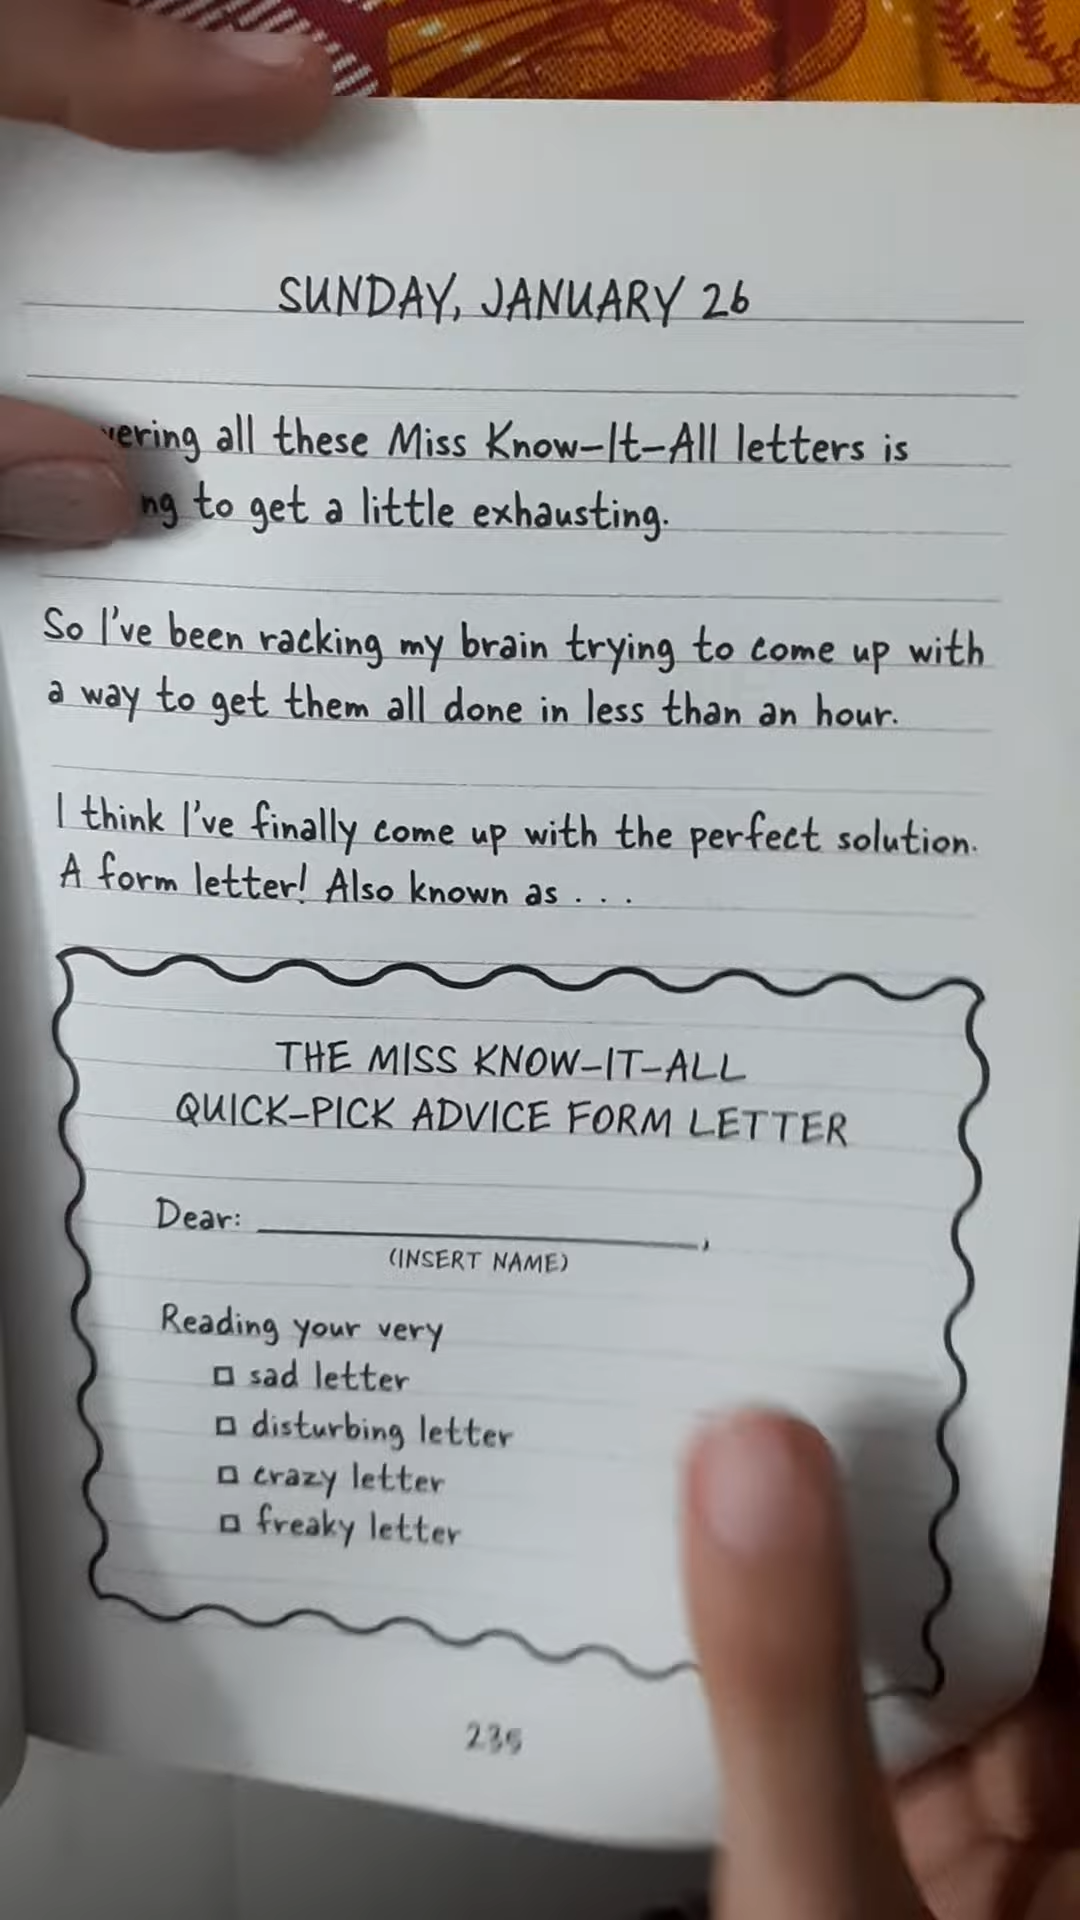 SUNDAY, JANUARY 26
all these Miss Know-It-All letters is
to get a little exhausting.
So I've been racking my brain trying to come up with
a way to get them all done in less than an hour.
I think I've finally come up with the perfect solution.
A form letter! Also known as . . .
THE MISS KNOW-IT-ALL
QUICK-PICK ADVICE FORM LETTER
Dear: ____________________,
(INSERT NAME)
Reading your very
□ sad letter
□ disturbing letter
□ crazy letter
□ freaky letter
235